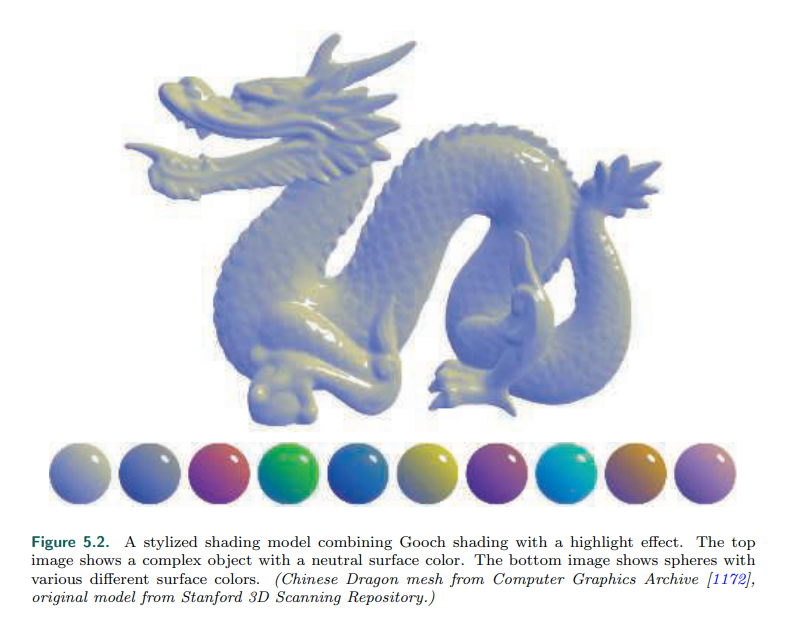 Figure 5.2. A stylized shading model combining Gooch shading with a highlight effect. The top
image shows a complex object with a neutral surface color. The bottom image shows spheres with
various different surface colors. (Chinese Dragon mesh from Computer Graphics Archive [1172],
original model from Stanford 3D Scanning Repository.)